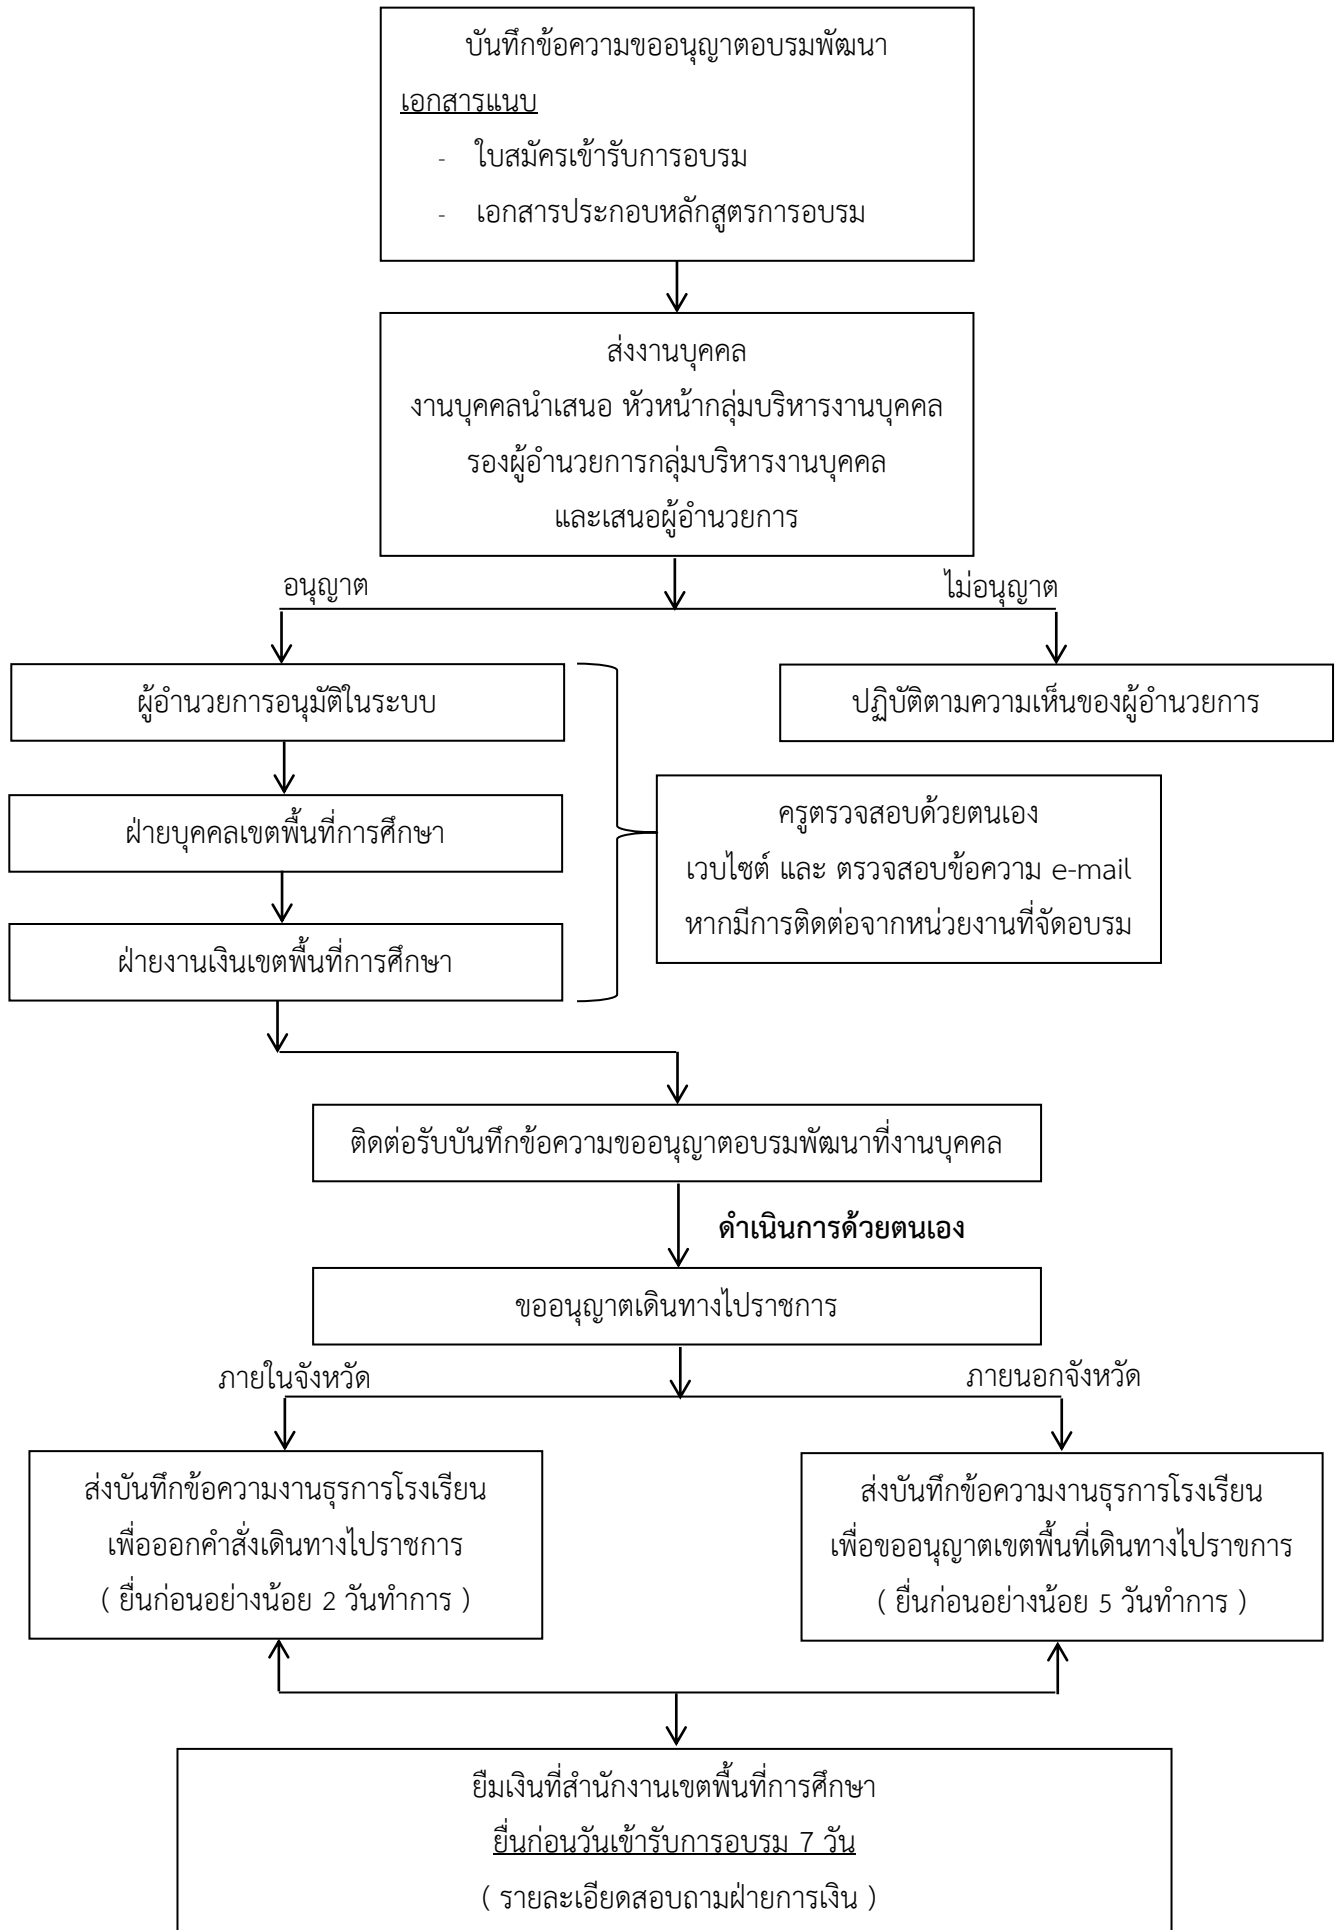 บันทึกข้อความขออนุญาตอบรมพัฒนา
เอกสารแนบ
- ใบสมัครเข้ารับการอบรม
- เอกสารประกอบหลักสูตรการอบรม
ส่งงานบุคคล
งานบุคคลนำเสนอ หัวหน้ากลุ่มบริหารงานบุคคล
รองผู้อำนวยการกลุ่มบริหารงานบุคคล
และเสนอผู้อำนวยการ
อนุญาต
ไม่อนุญาต
ผู้อำนวยการอนุมัติในระบบ
ปฏิบัติตามความเห็นของผู้อำนวยการ
ฝ่ายบุคคลเขตพื้นที่การศึกษา
ครูตรวจสอบด้วยตนเอง
เวบไซต์ และ ตรวจสอบข้อความ e-mail
หากมีการติดต่อจากหน่วยงานที่จัดอบรม
ฝ่ายงานเงินเขตพื้นที่การศึกษา
ติดต่อรับบันทึกข้อความขออนุญาตอบรมพัฒนาที่งานบุคคล
ดำเนินการด้วยตนเอง
ขออนุญาตเดินทางไปราชการ
ภายในจังหวัด
ภายนอกจังหวัด
ส่งบันทึกข้อความงานธุรการโรงเรียน
เพื่อออกคำสั่งเดินทางไปราชการ
( ยื่นก่อนอย่างน้อย 2 วันทำการ )
ส่งบันทึกข้อความงานธุรการโรงเรียน
เพื่อขออนุญาตเขตพื้นที่เดินทางไปราขการ
( ยื่นก่อนอย่างน้อย 5 วันทำการ )
ยืมเงินที่สำนักงานเขตพื้นที่การศึกษา
ยื่นก่อนวันเข้ารับการอบรม 7 วัน
( รายละเอียดสอบถามฝ่ายการเงิน )